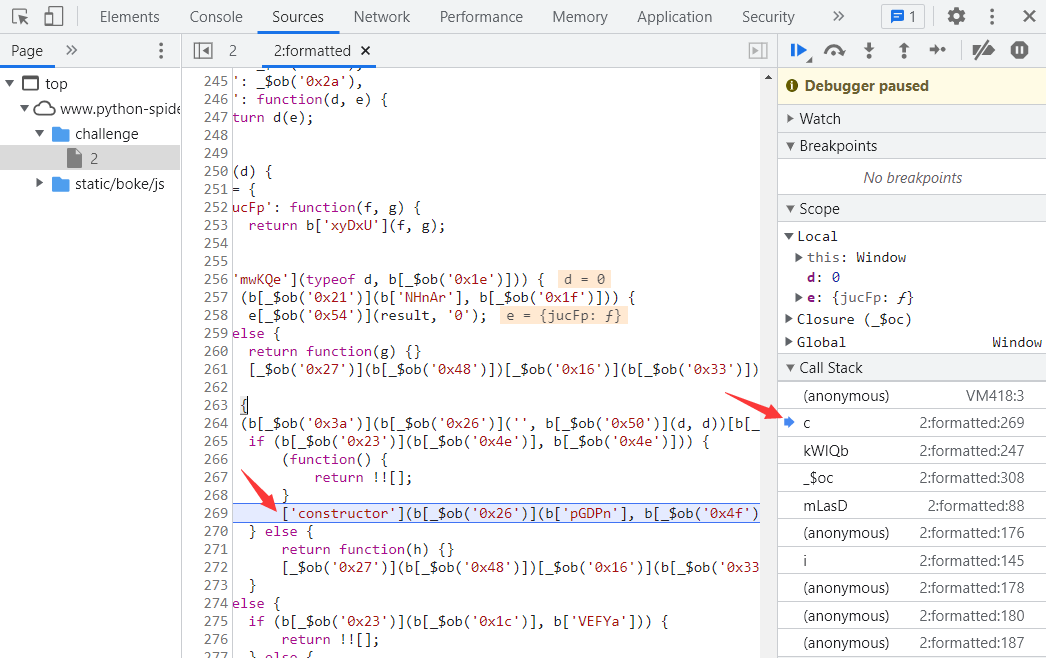 Elements Console Sources Network Performance Memory Application Security » 1
Page » 2 2:formatted ×
top
www.python-spide
challenge
2
static/boke/js
245 ': _$ob('0x2a'),
246 ': function(d, e) {
247 turn d(e);
248
249
250 (d) {
251 = {
252 ucFp': function(f, g) {
253 return b['xyDxU'](f, g);
254
255
256 'mwKQe'](typeof d, b[_$ob('0x1e')])) { d = 0
257 (b[_$ob('0x21')](b['NHnAr'], b[_$ob('0x1f')])) {
258 e[_$ob('0x54')](result, '0'); e = {jucFp: ƒ}
259 else {
260 return function(g) {}
261 [_$ob('0x27')](b[_$ob('0x48')])[_$ob('0x16')](b[_$ob('0x33')])
262
263 {
264 (b[_$ob('0x3a')](b[_$ob('0x26')]('', b[_$ob('0x50')](d, d))[b[_
265 if (b[_$ob('0x23')](b[_$ob('0x4e')], b[_$ob('0x4e')])) {
266 (function() {
267 return !![];
268 }
269 ['constructor'](b[_$ob('0x26')](b['pGDPn'], b[_$ob('0x4f')
270 } else {
271 return function(h) {}
272 [_$ob('0x27')](b[_$ob('0x48')])[_$ob('0x16')](b[_$ob('0x33
273 }
274 else {
275 if (b[_$ob('0x23')](b[_$ob('0x1c')], b['VEFYa'])) {
276 return !![];
277 } else {
Debugger paused
Watch
Breakpoints
No breakpoints
Scope
Local
this: Window
d: 0
e: {jucFp: ƒ}
Closure (_$oc)
Global Window
Call Stack
(anonymous) VM418:3
c 2:formatted:269
kWlQb 2:formatted:247
_$oc 2:formatted:308
mLasD 2:formatted:88
(anonymous) 2:formatted:176
i 2:formatted:145
(anonymous) 2:formatted:178
(anonymous) 2:formatted:180
(anonymous) 2:formatted:187